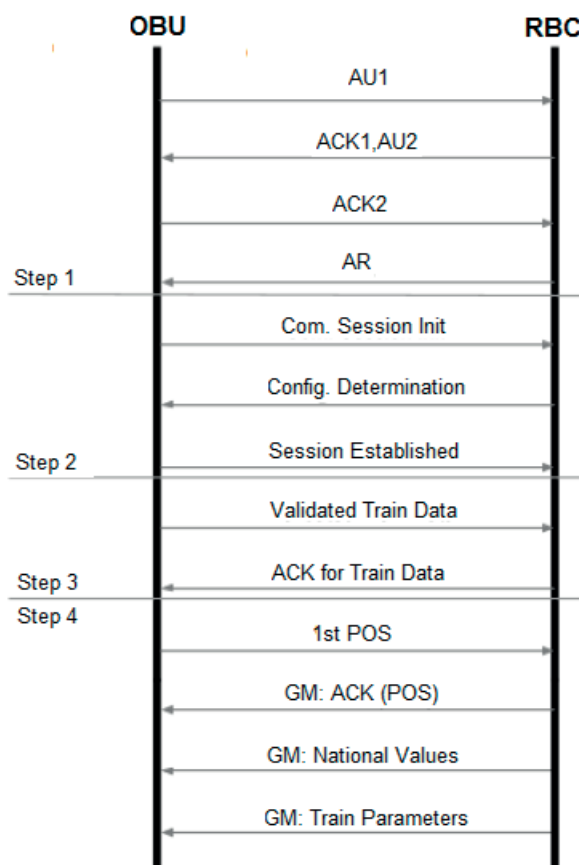 OBU RBC
AU1
ACK1,AU2
ACK2
AR
Step 1
Com. Session Init
Config. Determination
Session Established
Step 2
Validated Train Data
ACK for Train Data
Step 3
Step 4
1st POS
GM: ACK (POS)
GM: National Values
GM: Train Parameters